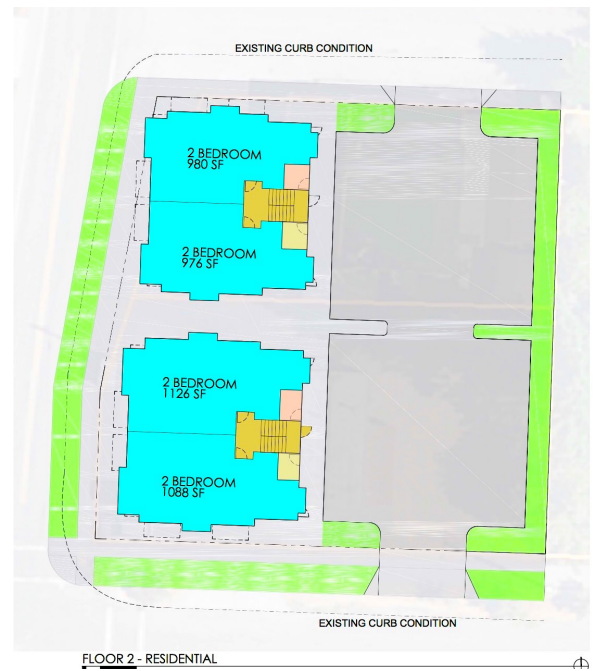 EXISTING CURB CONDITION
2 BEDROOM
980 SF
2 BEDROOM
976 SF
2 BEDROOM
1126 SF
2 BEDROOM
1088 SF
EXISTING CURB CONDITION
FLOOR 2 - RESIDENTIAL